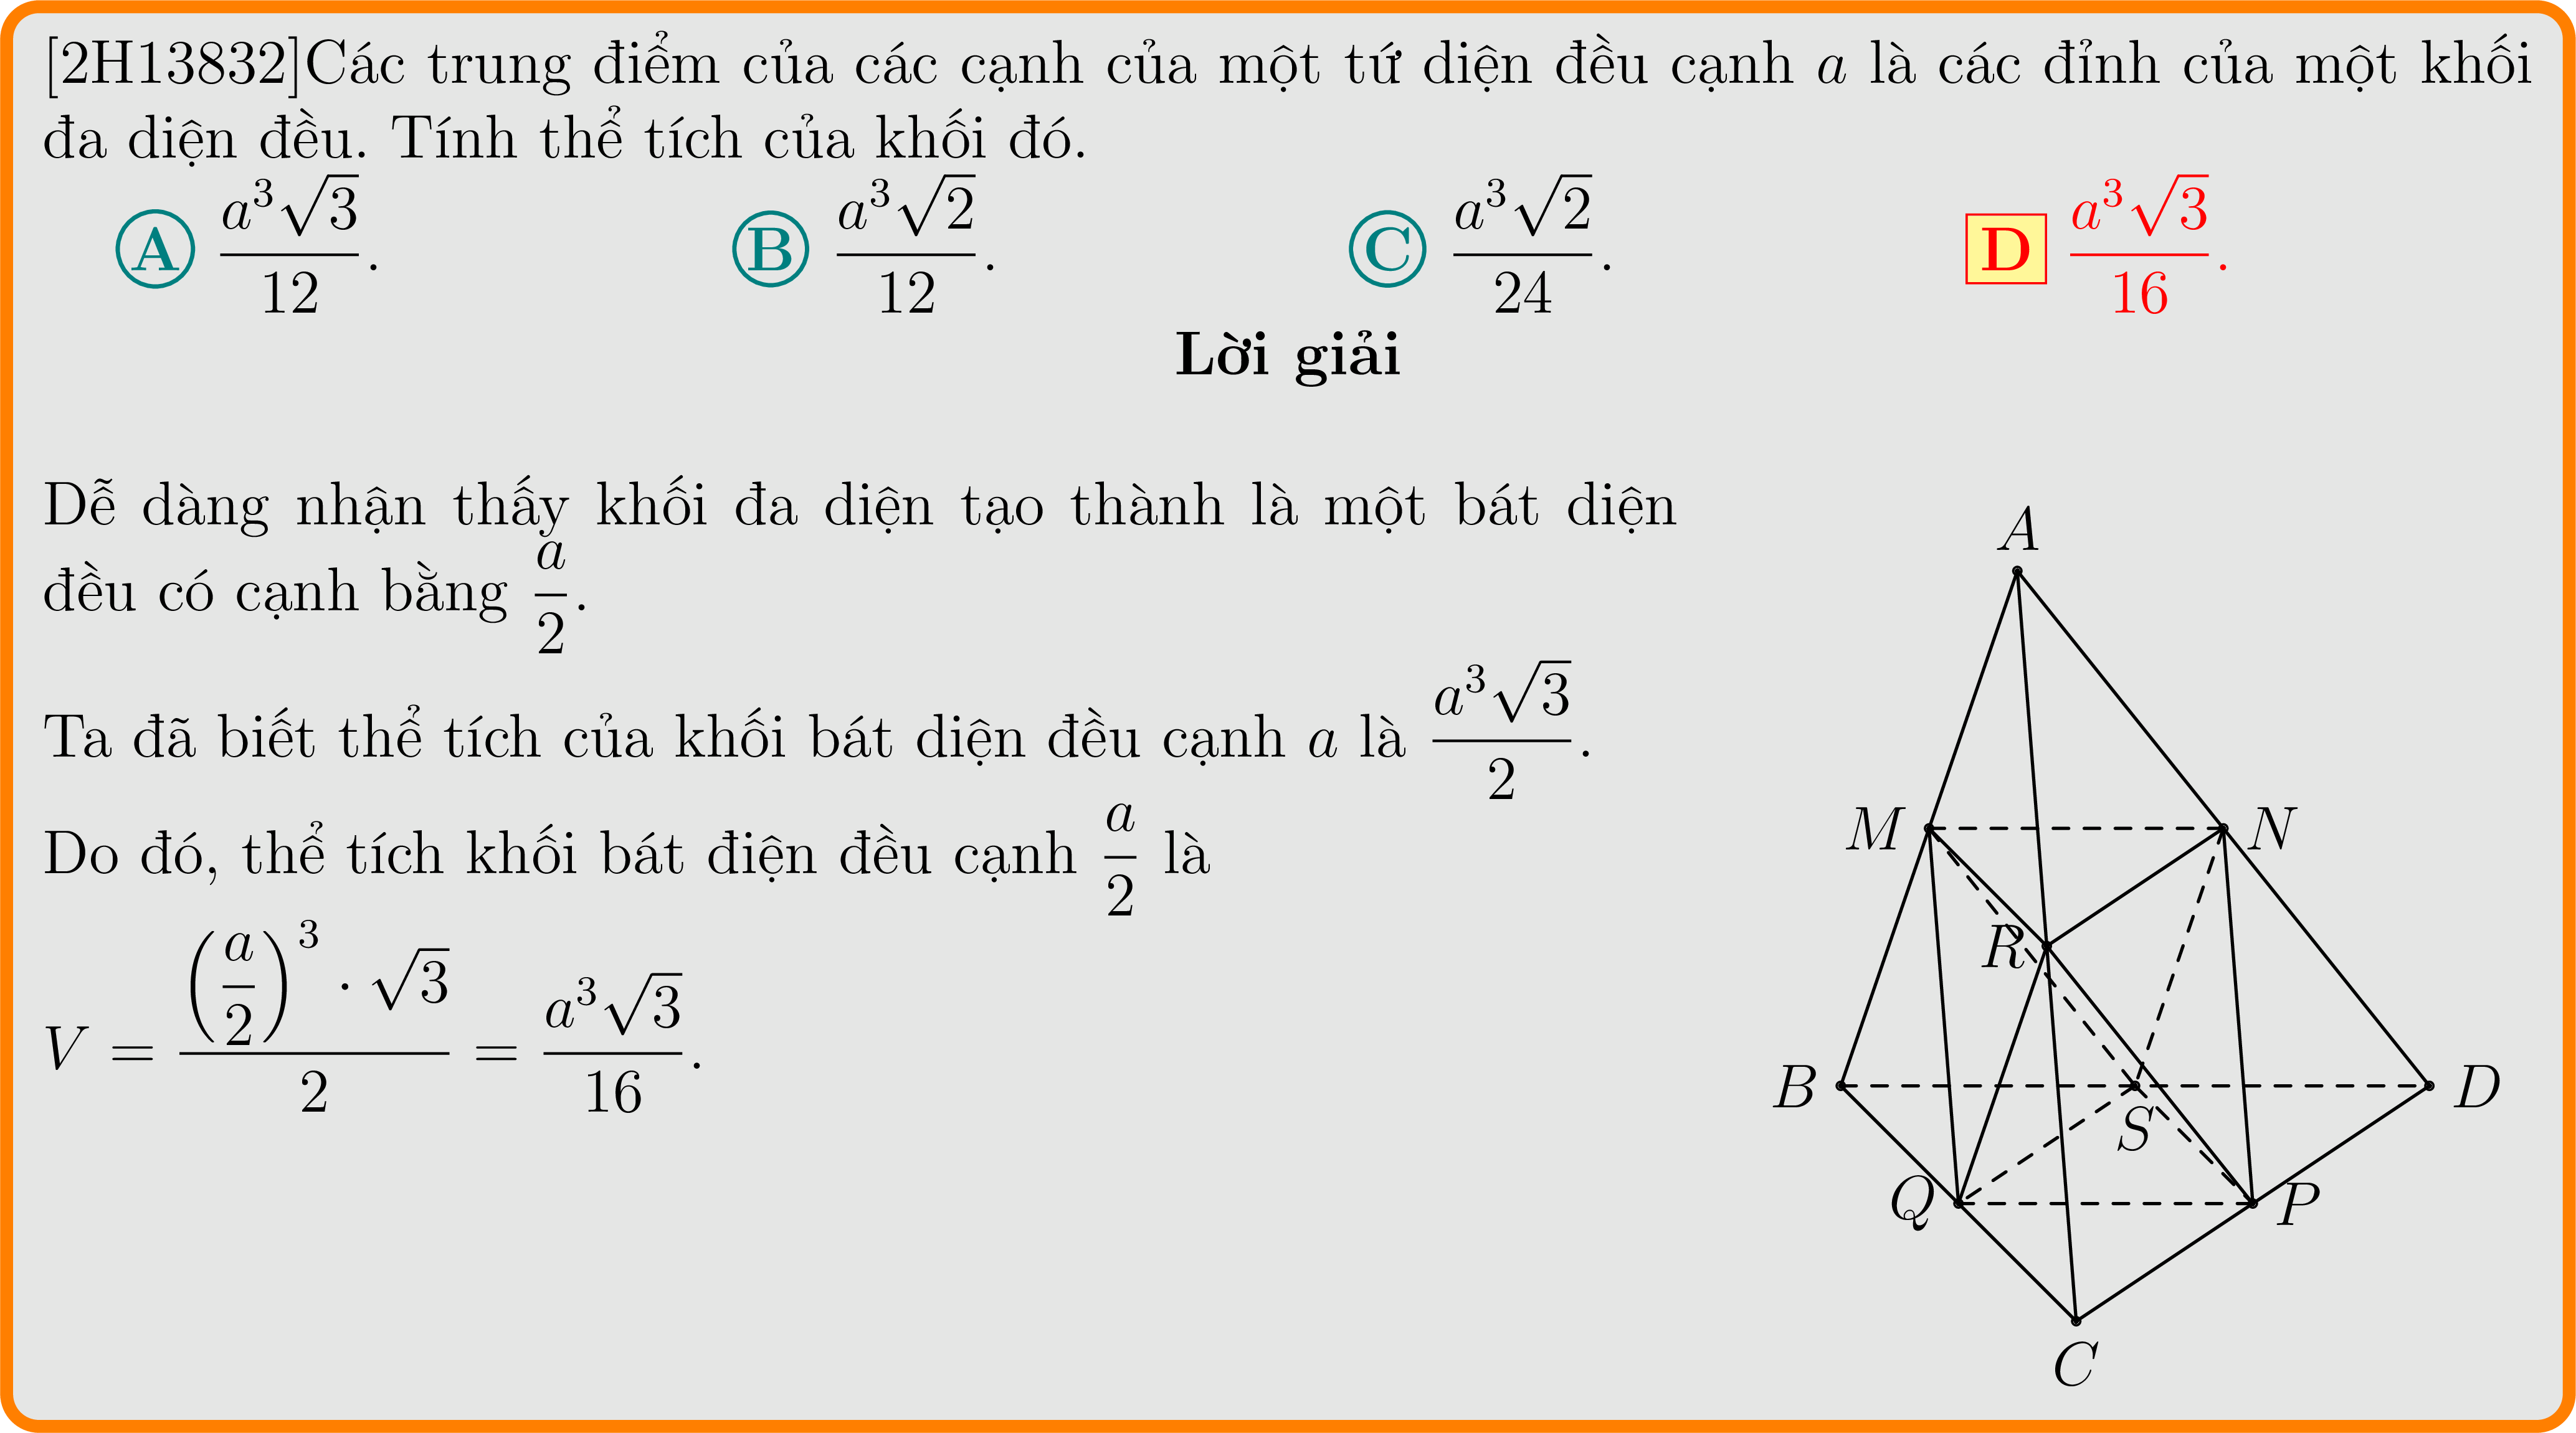 [2H13832]Các trung điểm của các cạnh của một tứ diện đều cạnh a là các đỉnh của một khối
đa diện đều. Tính thể tích của khối đó.
A $\frac{a^3\sqrt{3}}{12}$. B $\frac{a^3\sqrt{2}}{12}$. C $\frac{a^3\sqrt{2}}{24}$. D $\frac{a^3\sqrt{3}}{16}$.
Lời giải
Dễ dàng nhận thấy khối đa diện tạo thành là một bát diện
đều có cạnh bằng $\frac{a}{2}$.
Ta đã biết thể tích của khối bát diện đều cạnh a là $\frac{a^3\sqrt{3}}{2}$.
Do đó, thể tích khối bát điện đều cạnh $\frac{a}{2}$ là
$V = \frac{\left(\frac{a}{2}\right)^3 \cdot \sqrt{3}}{2} = \frac{a^3\sqrt{3}}{16}$.
A
M N
R
B D
S
Q P
C